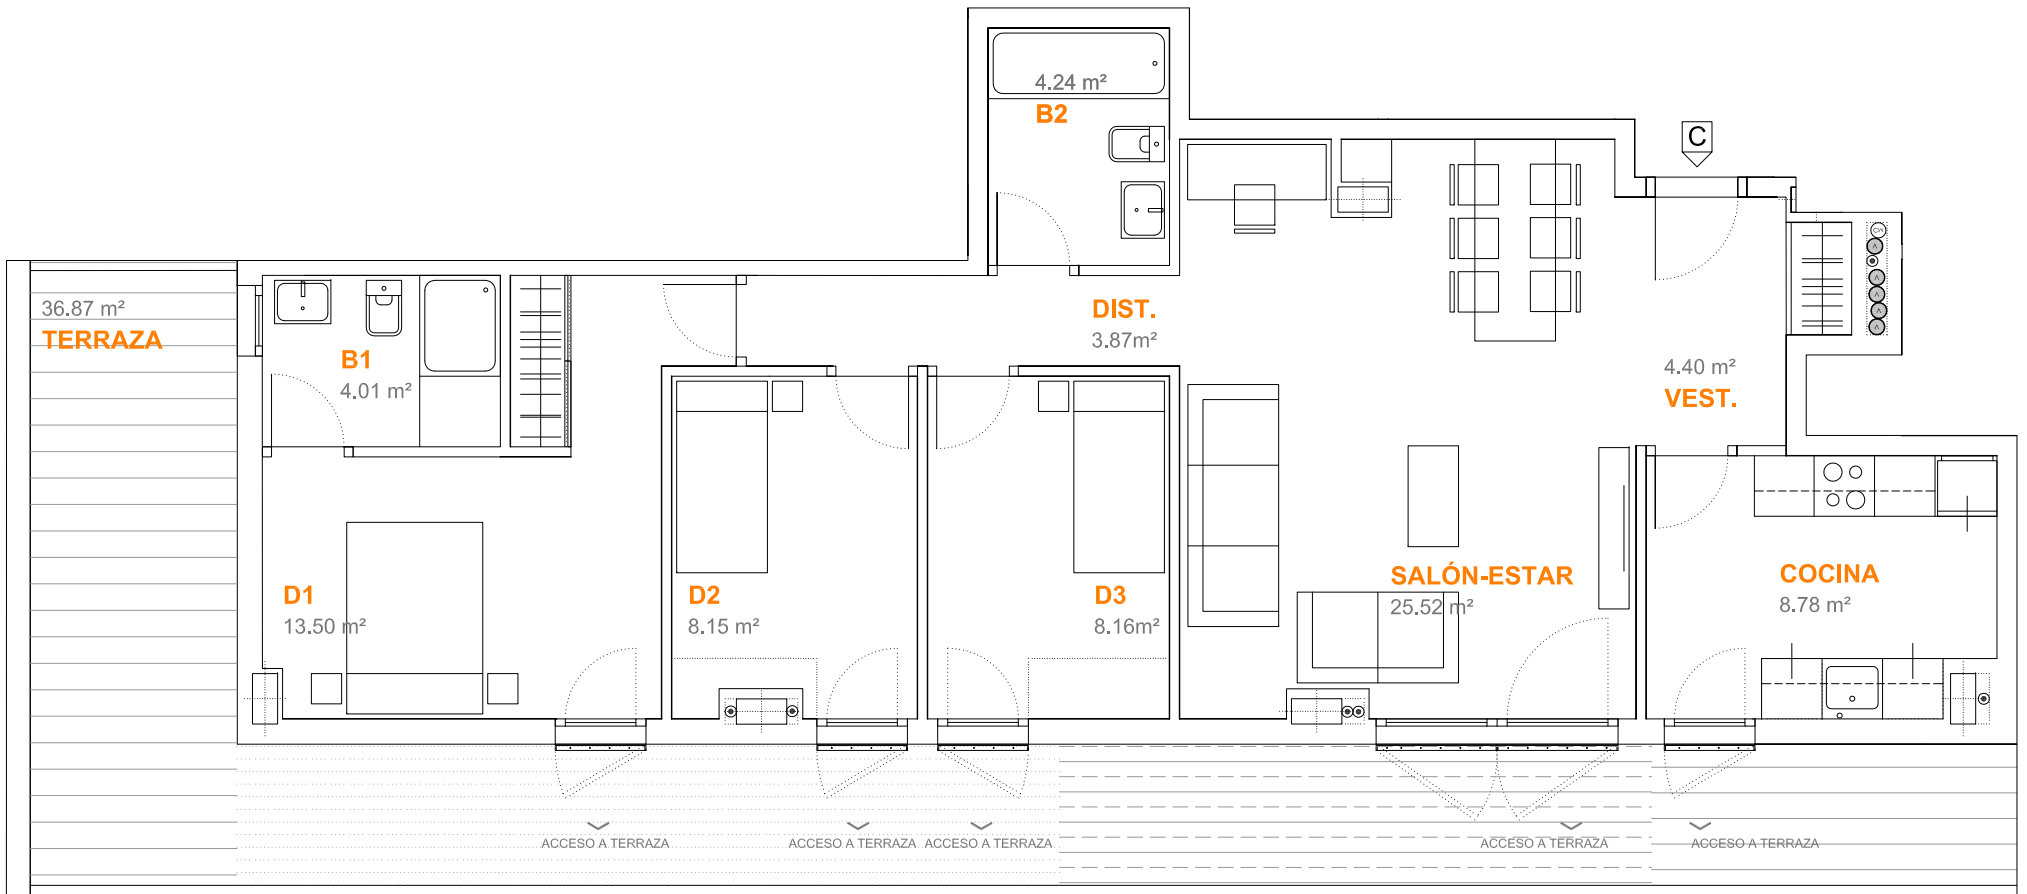 4.24 m²
B2
C
36.87 m²
TERRAZA
B1
4.01 m²
DIST.
3.87m²
4.40 m²
VEST.
D1
13.50 m²
D2
8.15 m²
D3
8.16m²
SALÓN-ESTAR
25.52 m²
COCINA
8.78 m²
ACCESO A TERRAZA
ACCESO A TERRAZA
ACCESO A TERRAZA
ACCESO A TERRAZA
ACCESO A TERRAZA